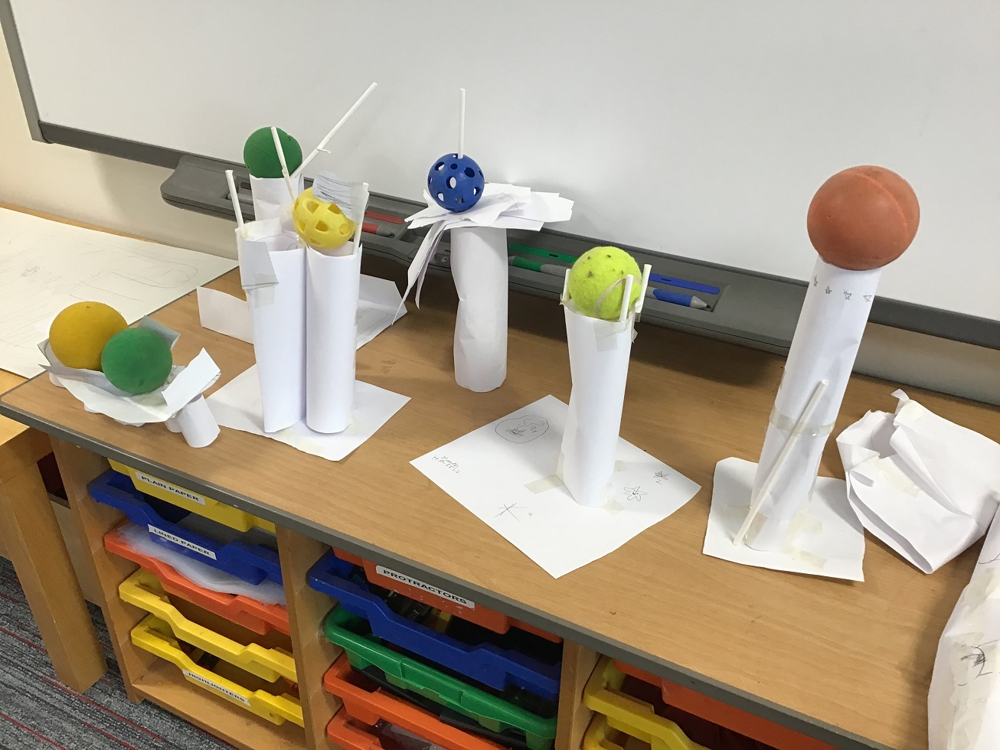 PLAIN PAPER
LINED PAPER
PROTRACTORS
HIGHLIGHTERS